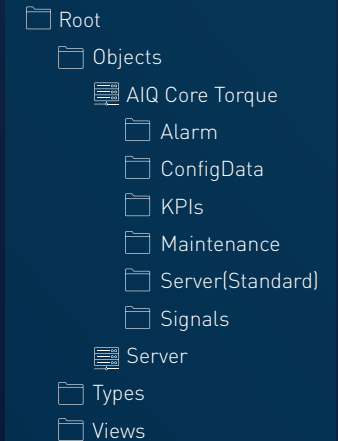 Root
Objects
AIQ Core Torque
Alarm
ConfigData
KPIs
Maintenance
Server(Standard)
Signals
Server
Types
Views